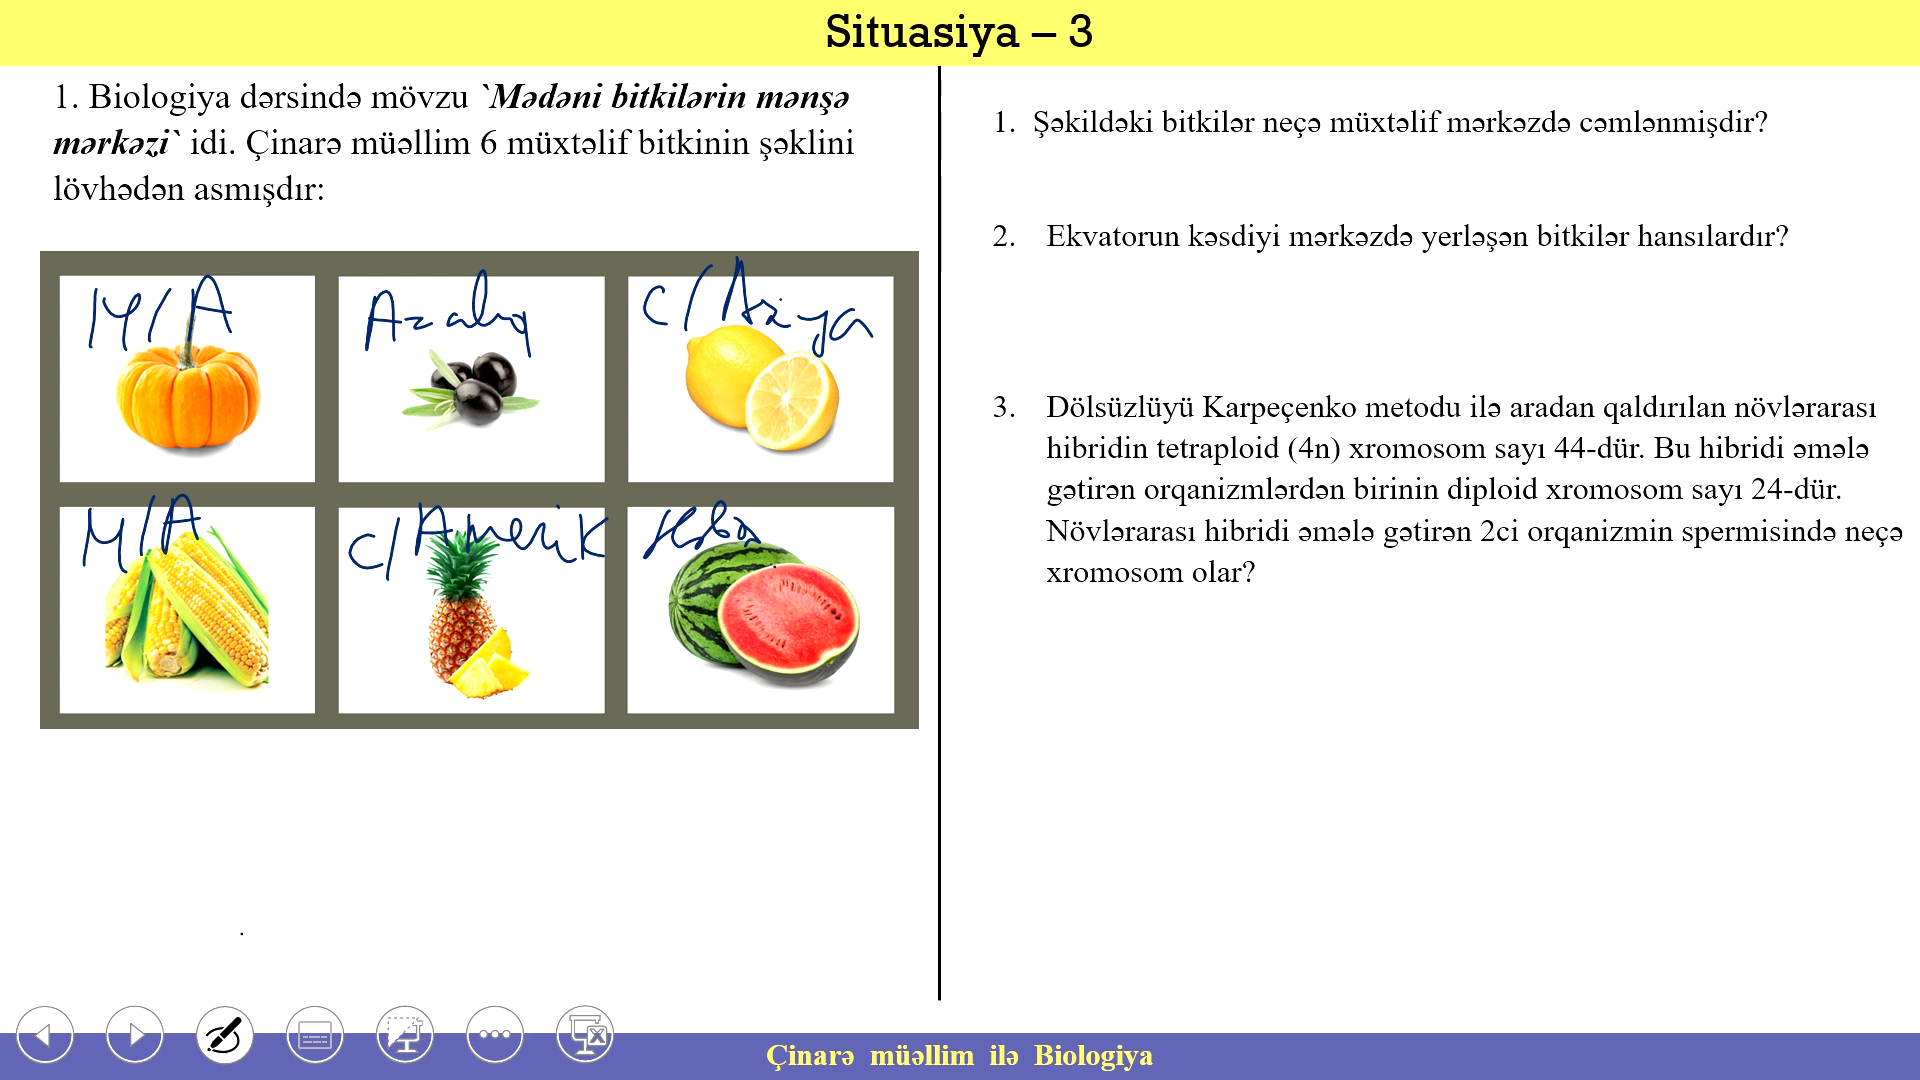 Situasiya – 3
1. Biologiya dərsində mövzu `Mədəni bitkilərin mənşə
mərkəzi` idi. Çinarə müəllim 6 müxtəlif bitkinin şəklini
lövhədən asmışdır:
M/A
C/Asiya
M/A
C/Amerik
1. Şəkildəki bitkilər neçə müxtəlif mərkəzdə cəmlənmişdir?
2. Ekvatorun kəsdiyi mərkəzdə yerləşən bitkilər hansılardır?
3. Dölsüzlüyü Karpeçenko metodu ilə aradan qaldırılan növlərarası
hibridin tetraploid (4n) xromosom sayı 44-dür. Bu hibridi əmələ
gətirən orqanizmlərdən birinin diploid xromosom sayı 24-dür.
Növlərarası hibridi əmələ gətirən 2ci orqanizmin spermisində neçə
xromosom olar?
Çinarə müəllim ilə Biologiya